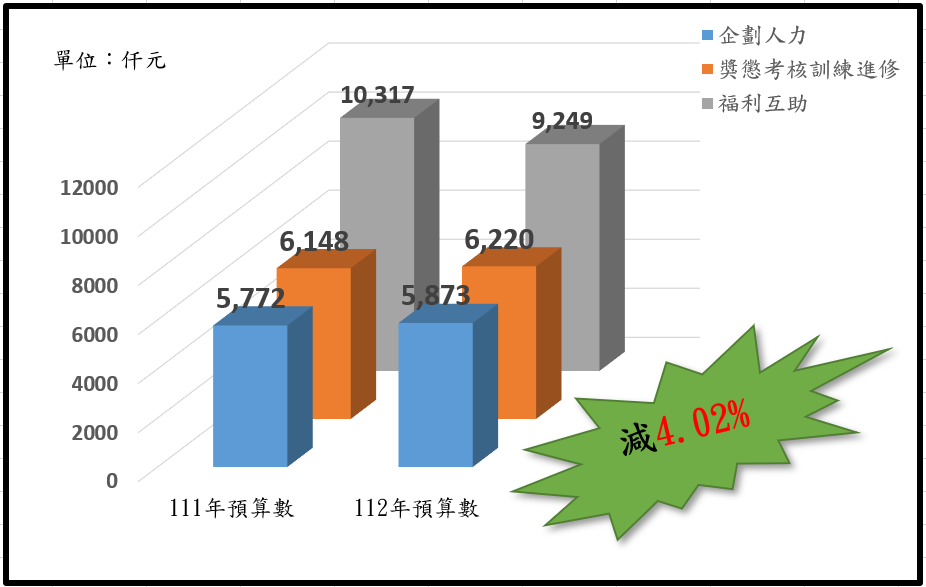 單位：仟元
企劃人力
獎懲考核訓練進修
福利互助
12000
10000
8000
6000
4000
2000
0
10,317
9,249
6,148
6,220
5,772
5,873
111年預算數
112年預算數
減4.02%